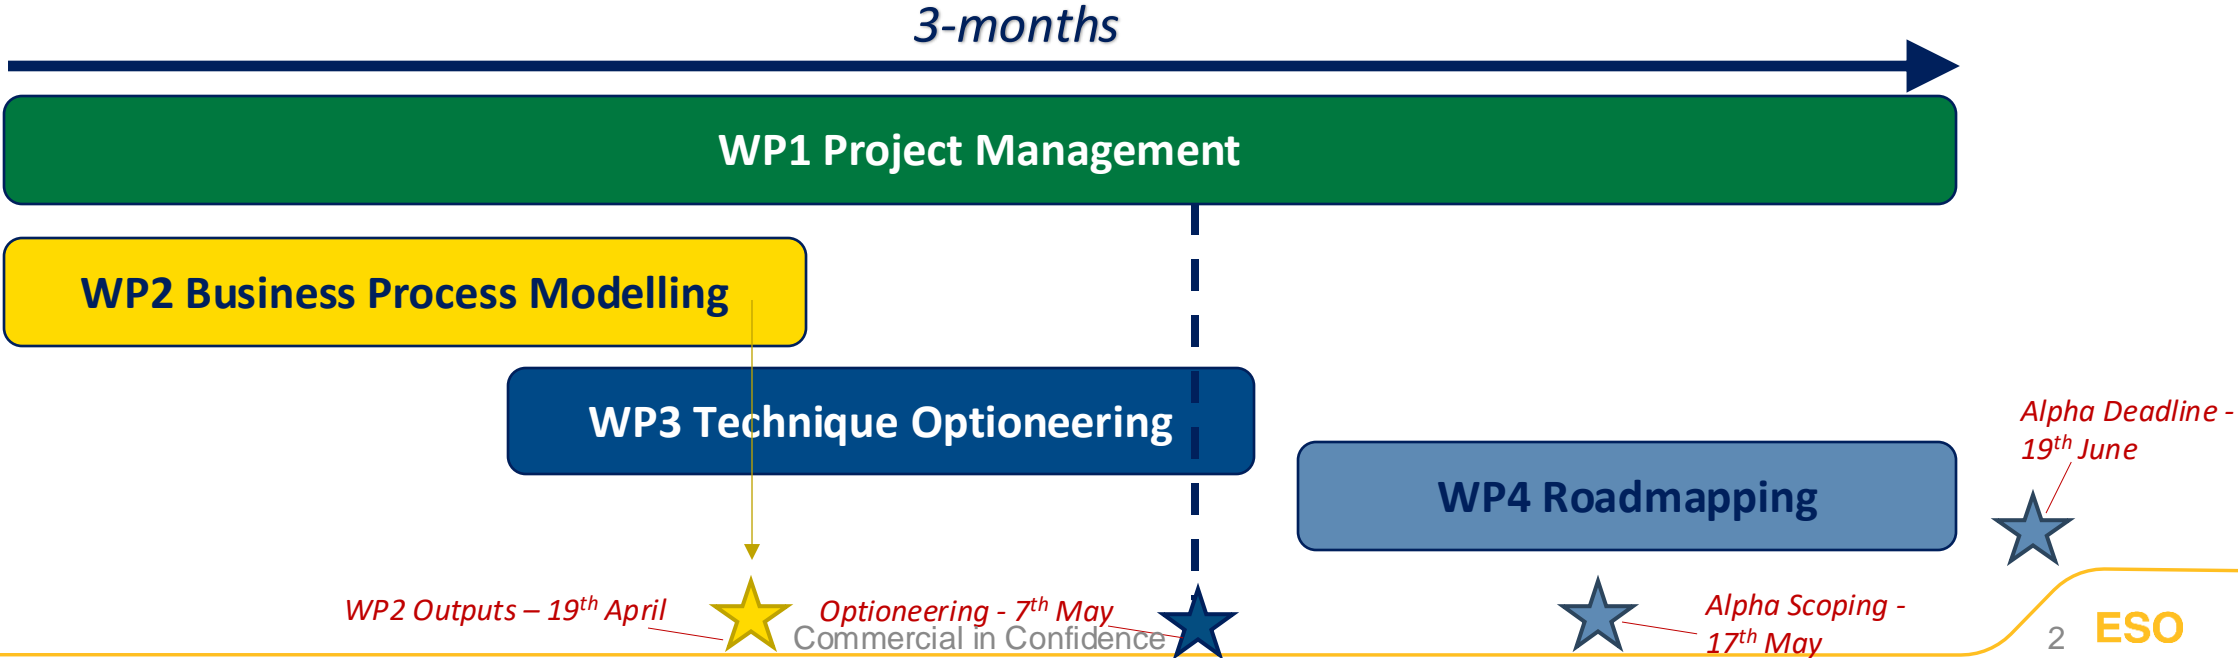 3-months
WP1 Project Management
WP2 Business Process Modelling
WP3 Technique Optioneering
Alpha Deadline -
19th June
WP4 Roadmapping
WP2 Outputs – 19th April
Optioneering - 7th May
Alpha Scoping -
17th May
Commercial in Confidence
2
ESO